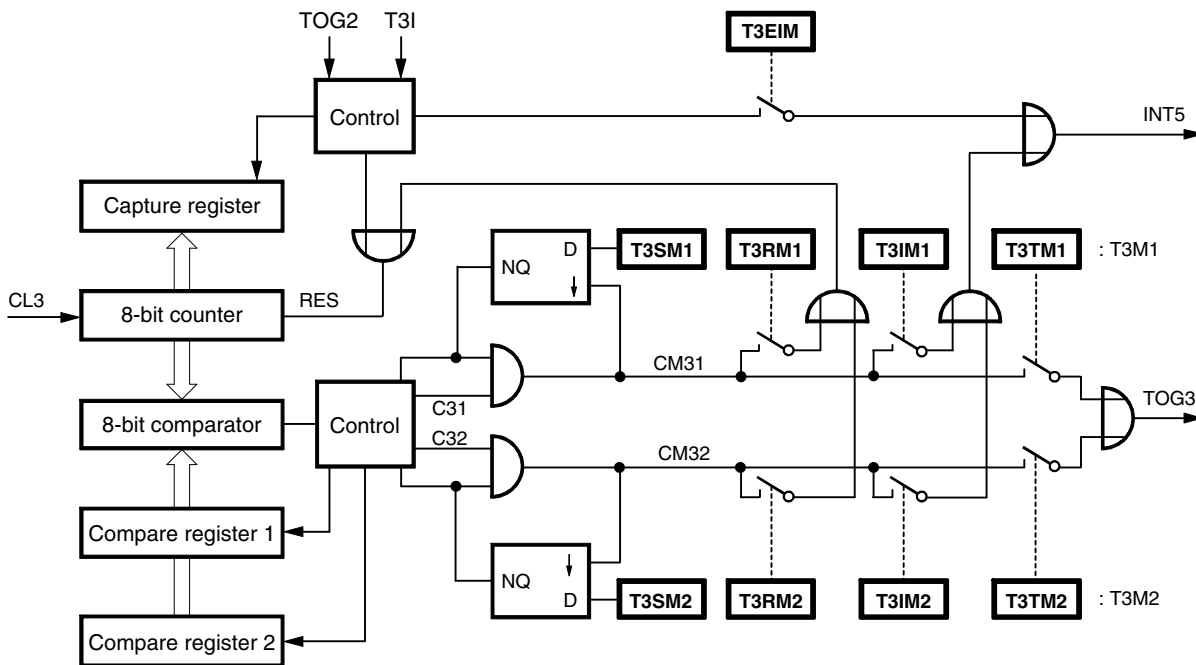 TOG2 T3I
T3EIM
Control
INT5
Capture register
NQ D
T3SM1 T3RM1 T3IM1 T3TM1 : T3M1
CL3
8-bit counter
RES
CM31
8-bit comparator
Control
C31
C32
TOG3
CM32
Compare register 1
NQ D
T3SM2 T3RM2 T3IM2 T3TM2 : T3M2
Compare register 2